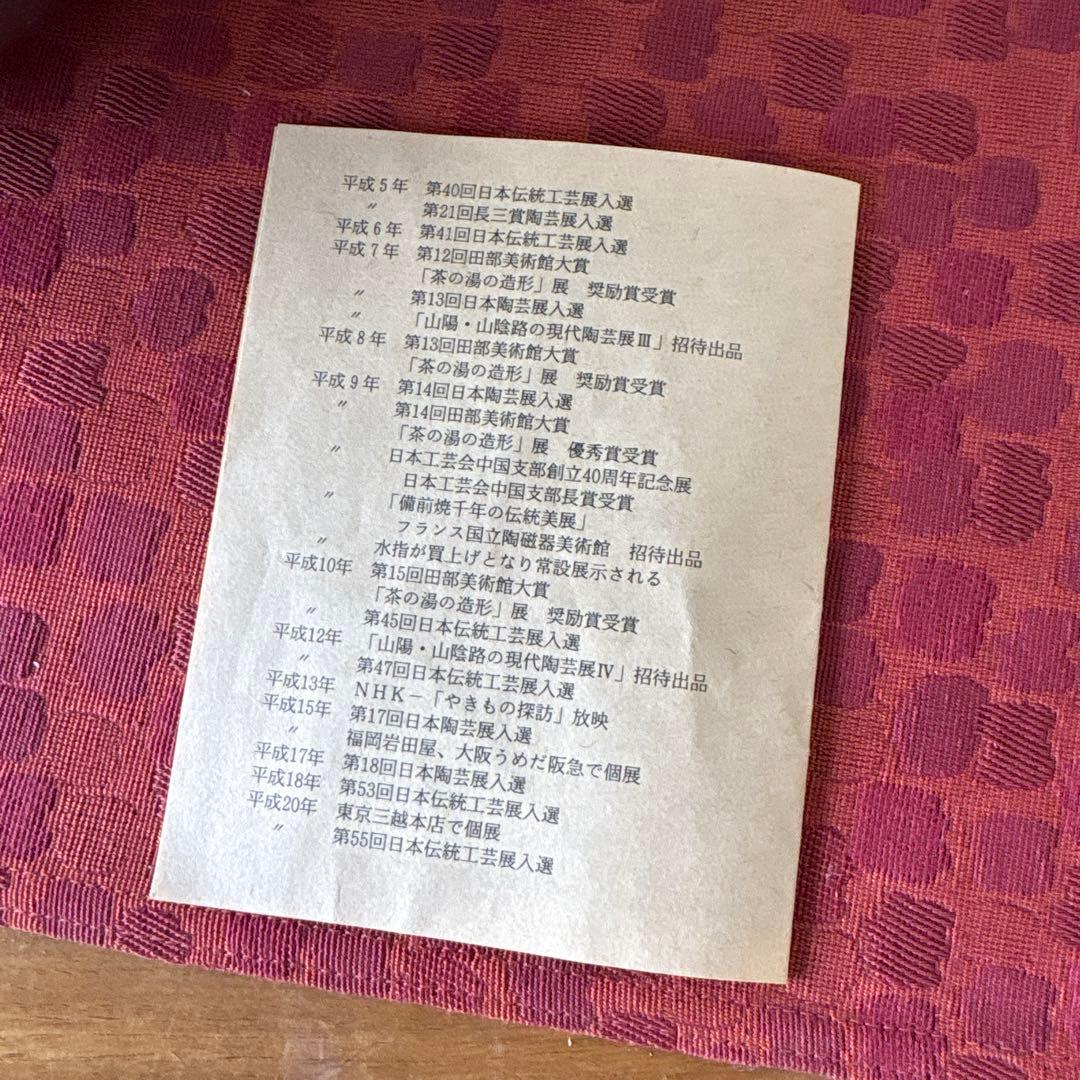 平成5年 第40回日本伝統工芸展入選
〃 第21回長三賞陶芸展入選
平成6年 第41回日本伝統工芸展入選
平成7年 第12回田部美術館大賞
「茶の湯の造形」展 奨励賞受賞
〃 第13回日本陶芸展入選
〃 「山陽・山陰路の現代陶芸展Ⅲ」招待出品
平成8年 第13回田部美術館大賞
「茶の湯の造形」展 奨励賞受賞
平成9年 第14回日本陶芸展入選
〃 第14回田部美術館大賞
「茶の湯の造形」展 優秀賞受賞
〃 日本工芸会中国支部創立40周年記念展
日本工芸会中国支部長賞受賞
〃 「備前焼千年の伝統美展」
フランス国立陶磁器美術館 招待出品
〃 水指が買上げとなり常設展示される
平成10年 第15回田部美術館大賞
「茶の湯の造形」展 奨励賞受賞
〃 第45回日本伝統工芸展入選
平成12年 「山陽・山陰路の現代陶芸展Ⅳ」招待出品
〃 第47回日本伝統工芸展入選
平成13年 NHK－「やきもの探訪」放映
平成15年 第17回日本陶芸展入選
〃 福岡岩田屋、大阪うめだ阪急で個展
平成17年 第18回日本陶芸展入選
平成18年 第53回日本伝統工芸展入選
平成20年 東京三越本店で個展
〃 第55回日本伝統工芸展入選